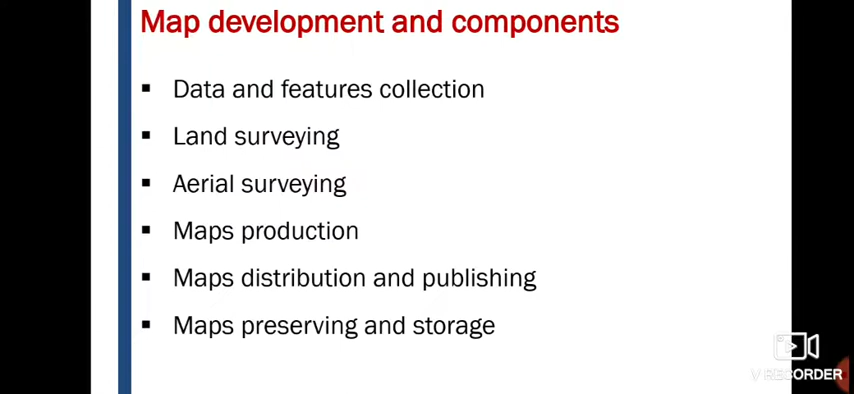 Map development and components
▪ Data and features collection
▪ Land surveying
▪ Aerial surveying
▪ Maps production
▪ Maps distribution and publishing
▪ Maps preserving and storage
V RECORDER